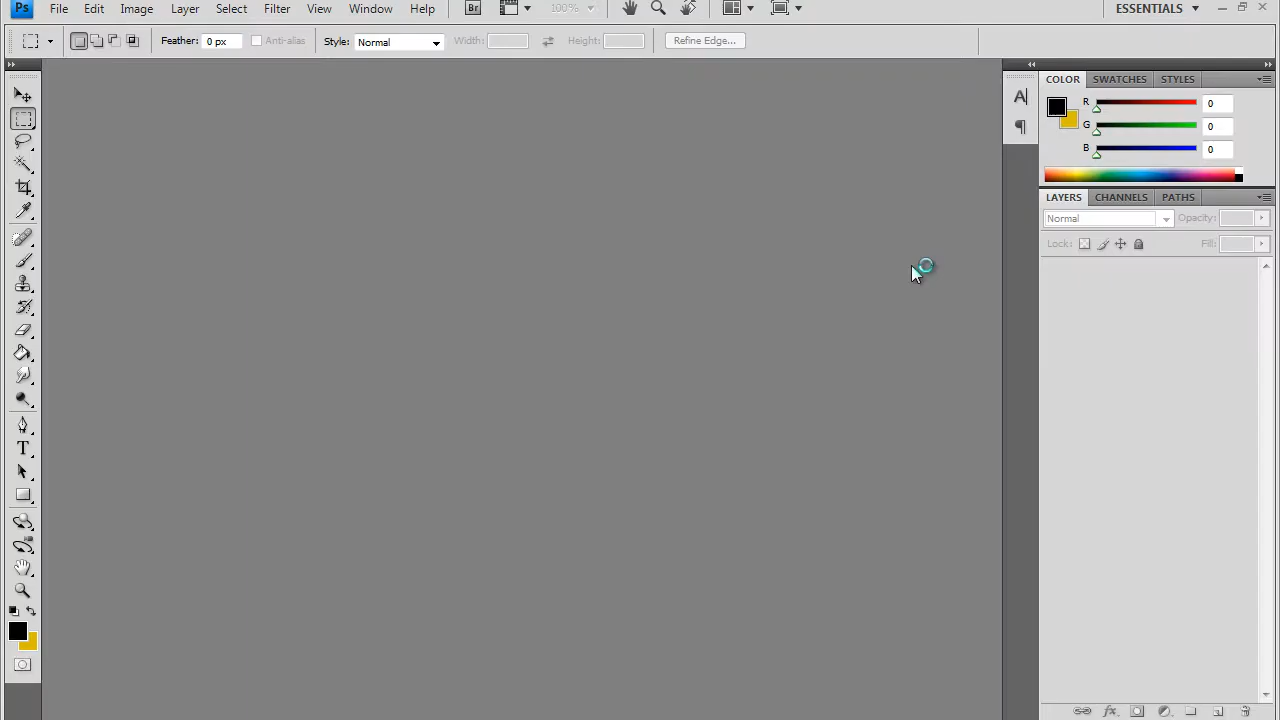 Ps File Edit Image Layer Select Filter View Window Help Br 100% ESSENTIALS
Feather: 0 px Anti-alias Style: Normal Width: Height: Refine Edge...
COLOR SWATCHES STYLES
A
R 0
G 0
B 0
LAYERS CHANNELS PATHS
Normal Opacity:
Lock: Fill:
T
fx